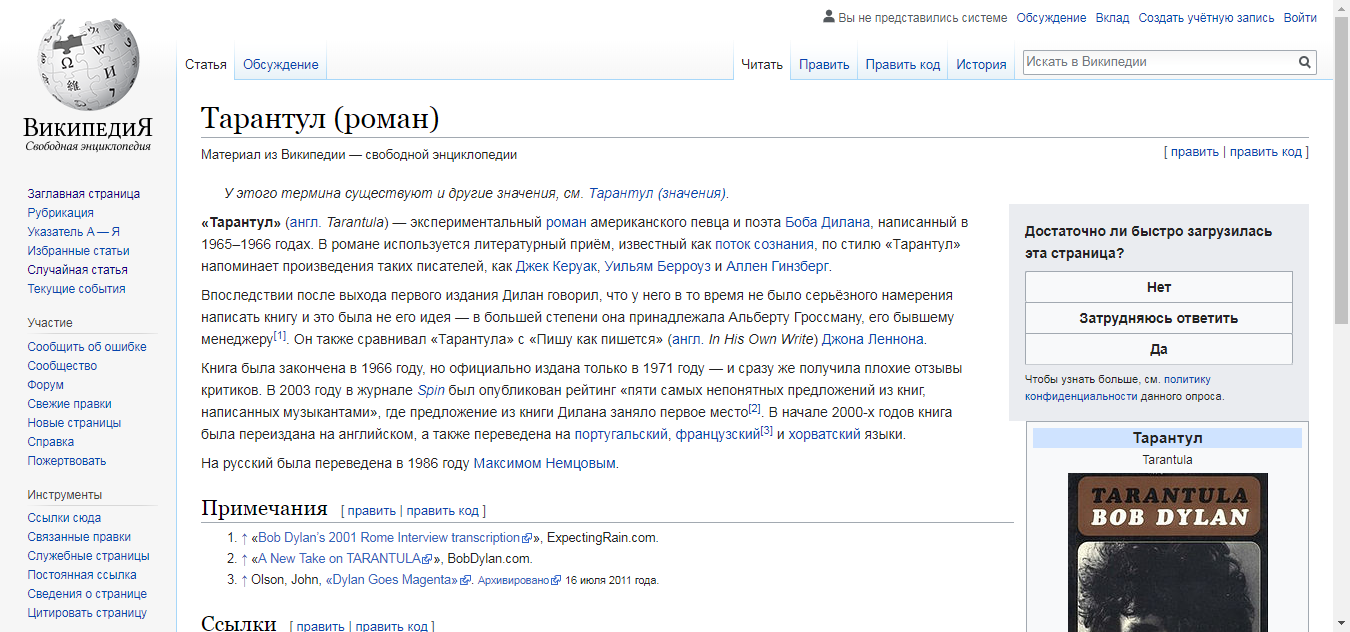 Вы не представились системе Обсуждение Вклад Создать учётную запись Войти
Статья Обсуждение Читать Править Править код История Искать в Википедии
ВикипедиЯ
Свободная энциклопедия
Заглавная страница
Рубрикация
Указатель А — Я
Избранные статьи
Случайная статья
Текущие события
Участие
Сообщить об ошибке
Сообщество
Форум
Свежие правки
Новые страницы
Справка
Пожертвовать
Инструменты
Ссылки сюда
Связанные правки
Служебные страницы
Постоянная ссылка
Сведения о странице
Цитировать страницу
Тарантул (роман)
Материал из Википедии — свободной энциклопедии
[ править | править код ]
У этого термина существуют и другие значения, см. Тарантул (значения).
«Тарантул» (англ. Tarantula) — экспериментальный роман американского певца и поэта Боба Дилана, написанный в
1965–1966 годах. В романе используется литературный приём, известный как поток сознания, по стилю «Тарантул»
напоминает произведения таких писателей, как Джек Керуак, Уильям Берроуз и Аллен Гинзберг.
Впоследствии после выхода первого издания Дилан говорил, что у него в то время не было серьёзного намерения
написать книгу и это была не его идея — в большей степени она принадлежала Альберту Гроссману, его бывшему
менеджеру[1]. Он также сравнивал «Тарантула» с «Пишу как пишется» (англ. In His Own Write) Джона Леннона.
Книга была закончена в 1966 году, но официально издана только в 1971 году — и сразу же получила плохие отзывы
критиков. В 2003 году в журнале Spin был опубликован рейтинг «пяти самых непонятных предложений из книг,
написанных музыкантами», где предложение из книги Дилана заняло первое место[2]. В начале 2000-х годов книга
была переиздана на английском, а также переведена на португальский, французский[3] и хорватский языки.
На русский была переведена в 1986 году Максимом Немцовым.
Примечания [ править | править код ]
1. ↑ «Bob Dylan's 2001 Rome Interview transcription», ExpectingRain.com.
2. ↑ «A New Take on TARANTULA», BobDylan.com.
3. ↑ Olson, John, «Dylan Goes Magenta». Архивировано 16 июля 2011 года.
Ссылки [ править | править код ]
Достаточно ли быстро загрузилась
эта страница?
Нет
Затрудняюсь ответить
Да
Чтобы узнать больше, см. политику
конфиденциальности данного опроса.
Тарантул
Tarantula
TARANTULA
BOB DYLAN